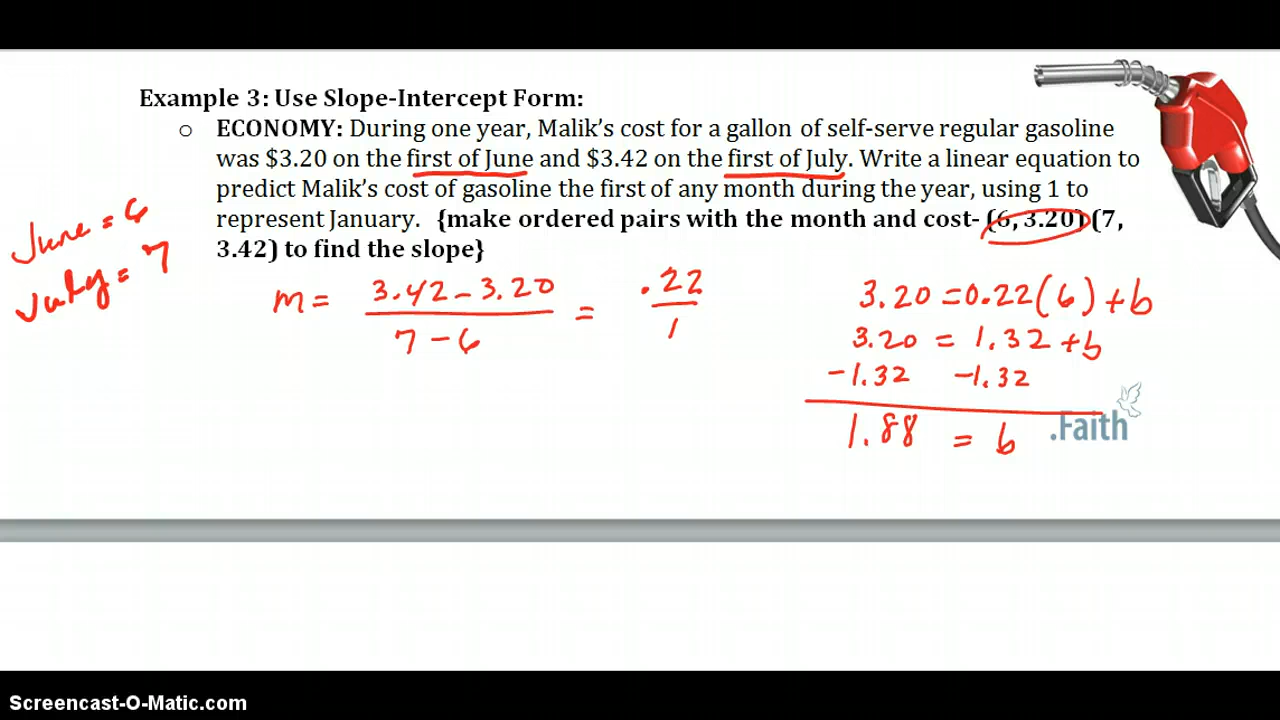 Example 3: Use Slope-Intercept Form:
o ECONOMY: During one year, Malik's cost for a gallon of self-serve regular gasoline
was $3.20 on the first of June and $3.42 on the first of July. Write a linear equation to
predict Malik's cost of gasoline the first of any month during the year, using 1 to
represent January. {make ordered pairs with the month and cost- (6, 3.20) (7,
3.42) to find the slope}
June = 6
July = 7
m = 3.42 - 3.20 = .22
7 - 6 1
3.20 = 0.22(6) + b
3.20 = 1.32 + b
-1.32 -1.32
1.88 = b
.Faith
Screencast-O-Matic.com